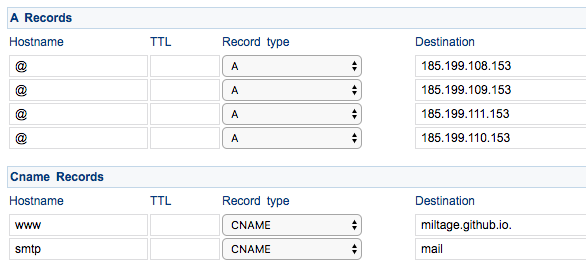 A Records
Hostname TTL Record type Destination
@ A 185.199.108.153
@ A 185.199.109.153
@ A 185.199.111.153
@ A 185.199.110.153
Cname Records
Hostname TTL Record type Destination
www CNAME miltage.github.io.
smtp CNAME mail